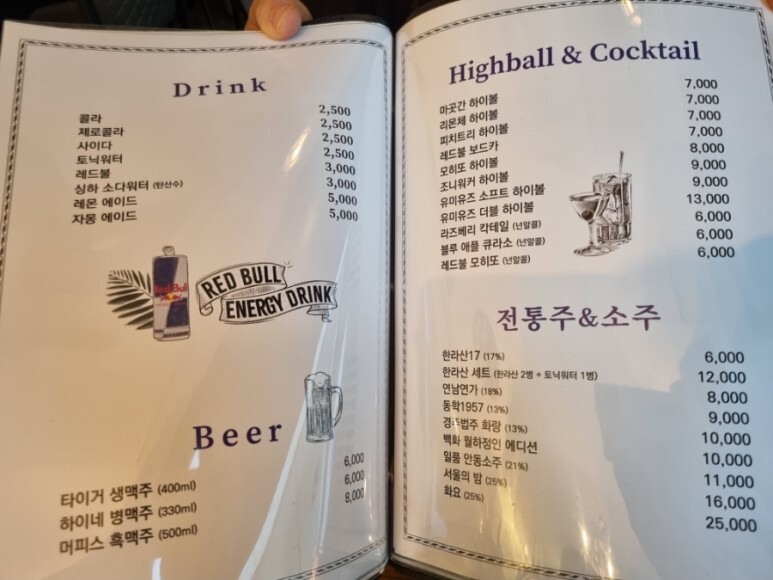 Drink
콜라 2,500
제로콜라 2,500
사이다 2,500
토닉워터 2,500
레드불 3,000
싱하 소다워터 (탄산수) 3,000
레몬 에이드 5,000
자몽 에이드 5,000
Red Bull
RED BULL
ENERGY DRINK
Beer
타이거 생맥주 (400ml) 6,000
하이네 병맥주 (330ml) 6,000
머피스 흑맥주 (500ml) 8,000
Highball & Cocktail
마곳간 하이볼 7,000
리몬체 하이볼 7,000
피치트리 하이볼 7,000
레드불 보드카 7,000
모히또 하이볼 8,000
조니워커 하이볼 9,000
유미유즈 소프트 하이볼 9,000
유미유즈 더블 하이볼 13,000
라즈베리 칵테일 (넌알콜) 6,000
블루 애플 큐라소 (넌알콜) 6,000
레드불 모히또 (넌알콜) 6,000
전통주&소주
한라산17 (17%) 6,000
한라산 세트 (한라산 2병 + 토닉워터 1병) 12,000
연남연가 (18%) 8,000
동학1957 (13%) 9,000
경주법주 화랑 (13%) 10,000
백화 월하정인 에디션 10,000
일품 안동소주 (21%) 11,000
서울의 밤 (25%) 16,000
화요 (25%) 25,000